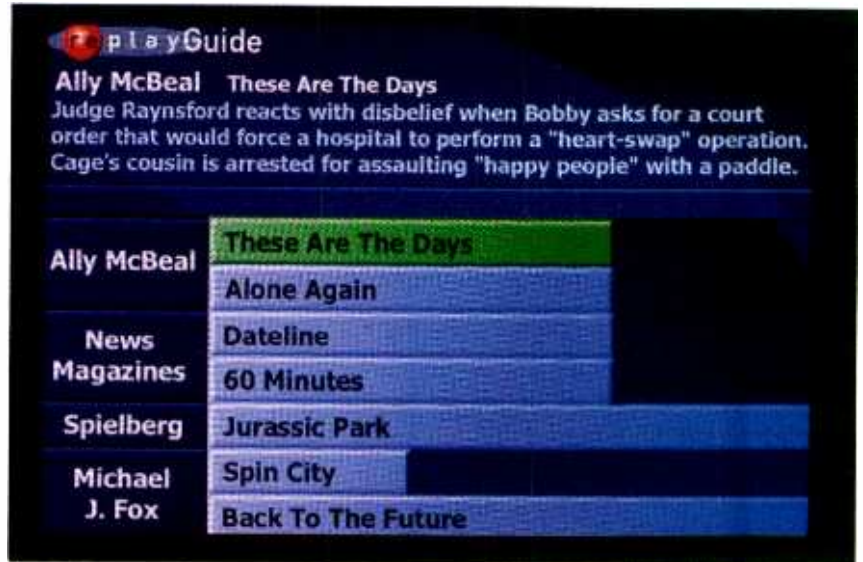 replayGuide
Ally McBeal These Are The Days
Judge Raynsford reacts with disbelief when Bobby asks for a court
order that would force a hospital to perform a "heart-swap" operation.
Cage's cousin is arrested for assaulting "happy people" with a paddle.
Ally McBeal
These Are The Days
Alone Again
News
Magazines
Dateline
60 Minutes
Spielberg
Jurassic Park
Michael
J. Fox
Spin City
Back To The Future